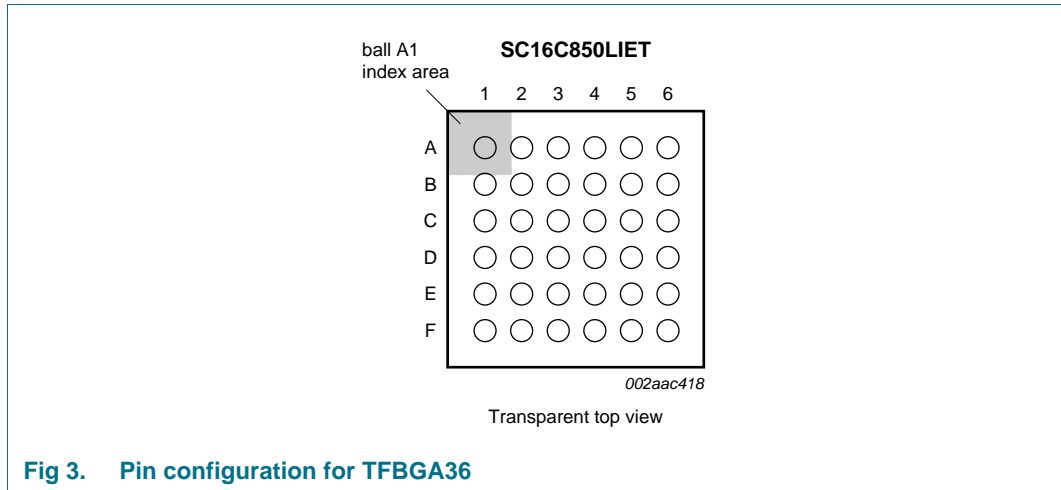 ball A1
index area
SC16C850LIET
1 2 3 4 5 6
A
B
C
D
E
F
002aac418
Transparent top view
Fig 3. Pin configuration for TFBGA36